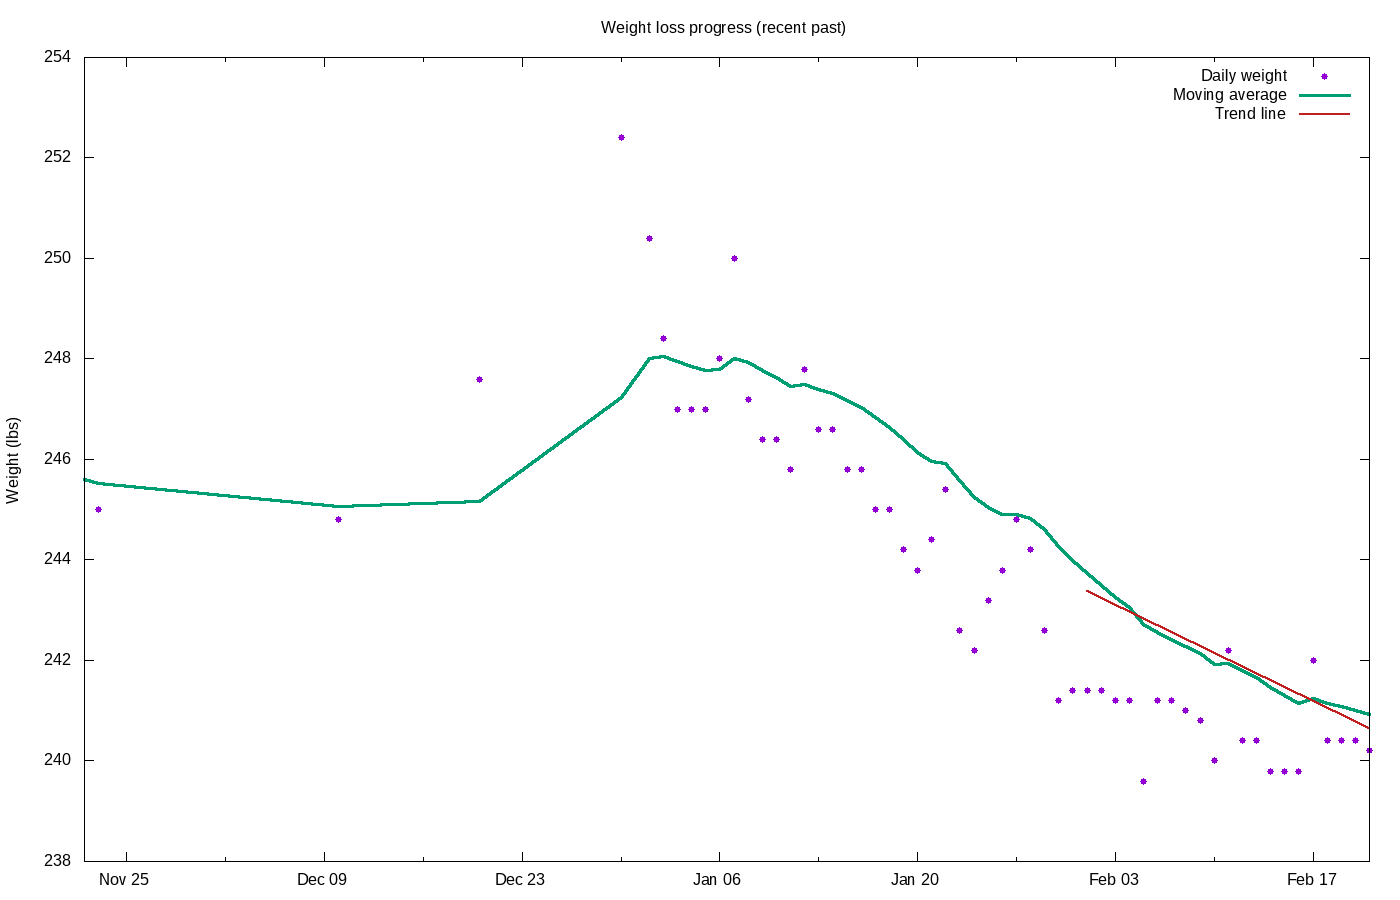 Weight loss progress (recent past)
254
252
250
248
246
244
242
240
238
Weight (lbs)
Daily weight
Moving average
Trend line
Nov 25 Dec 09 Dec 23 Jan 06 Jan 20 Feb 03 Feb 17